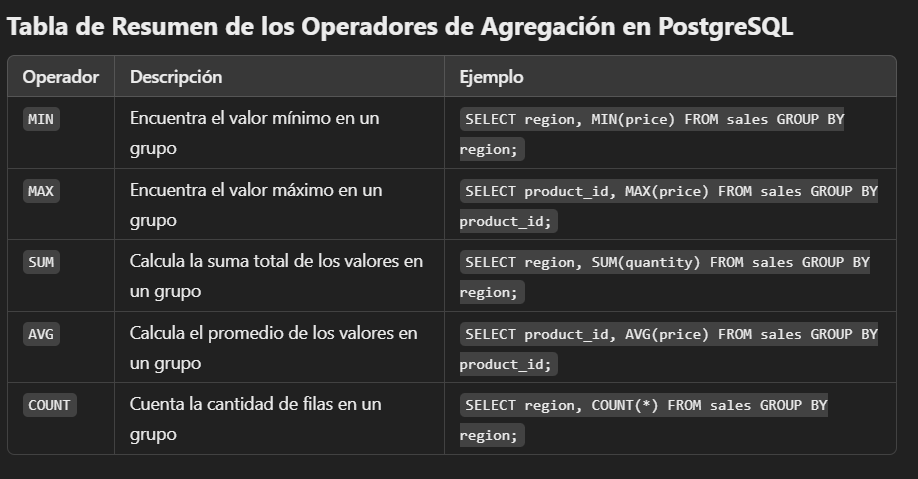 Tabla de Resumen de los Operadores de Agregación en PostgreSQL
Operador Descripción Ejemplo
MIN Encuentra el valor mínimo en un SELECT region, MIN(price) FROM sales GROUP BY
grupo region;
MAX Encuentra el valor máximo en un SELECT product_id, MAX(price) FROM sales GROUP BY
grupo product_id;
SUM Calcula la suma total de los valores en SELECT region, SUM(quantity) FROM sales GROUP BY
un grupo region;
AVG Calcula el promedio de los valores en SELECT product_id, AVG(price) FROM sales GROUP BY
un grupo product_id;
COUNT Cuenta la cantidad de filas en un SELECT region, COUNT(*) FROM sales GROUP BY
grupo region;